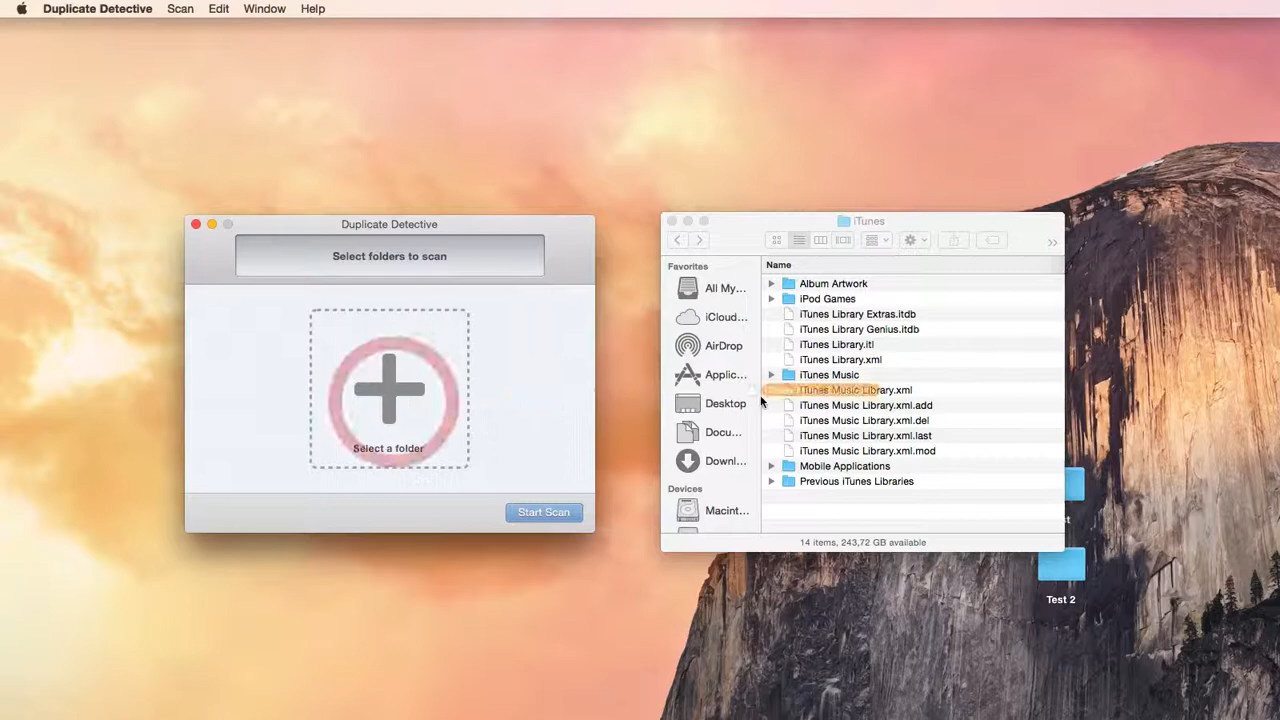 Duplicate Detective Scan Edit Window Help
Duplicate Detective
Select folders to scan
Select a folder
Start Scan
iTunes
Favorites
All My...
iCloud...
AirDrop
Applic...
Desktop
Docu...
Downl...
Devices
Macint...
Name
Album Artwork
iPod Games
iTunes Library Extras.itdb
iTunes Library Genius.itdb
iTunes Library.itl
iTunes Library.xml
iTunes Music
iTunes Music Library.xml
iTunes Music Library.xml.add
iTunes Music Library.xml.del
iTunes Music Library.xml.last
iTunes Music Library.xml.mod
Mobile Applications
Previous iTunes Libraries
14 items, 243,72 GB available
Test 2